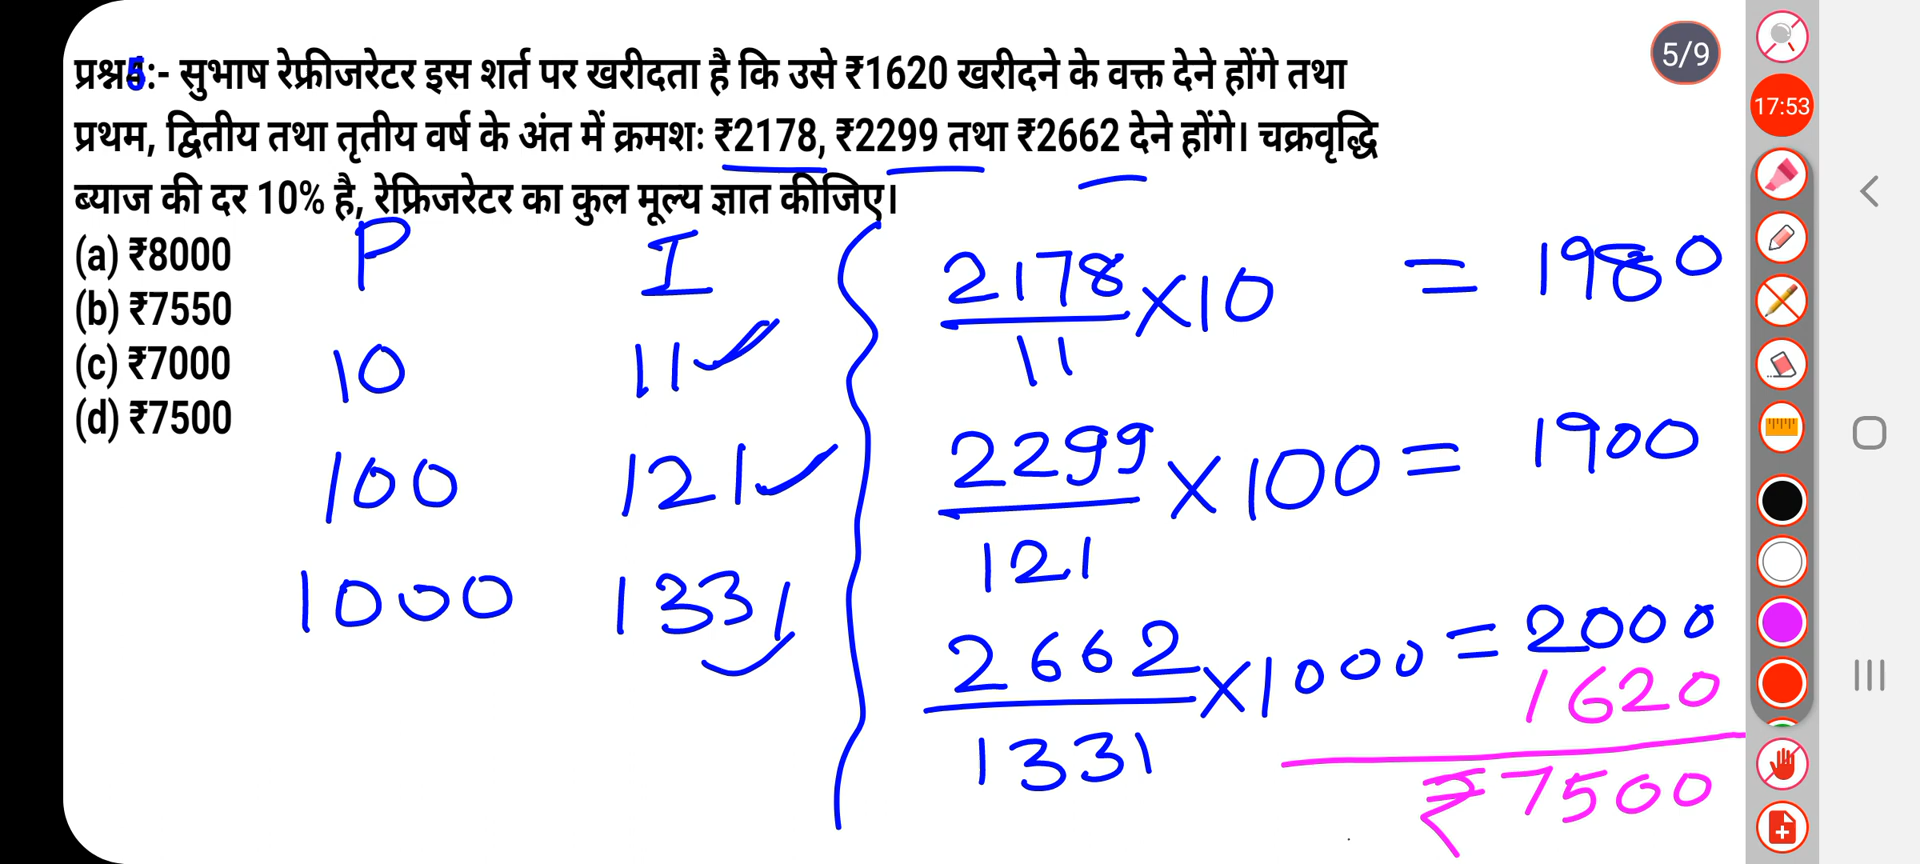 प्रश्न5:- सुभाष रेफ्रीजरेटर इस शर्त पर खरीदता है कि उसे ₹1620 खरीदने के वक्त देने होंगे तथा
प्रथम, द्वितीय तथा तृतीय वर्ष के अंत में क्रमशः ₹2178, ₹2299 तथा ₹2662 देने होंगे। चक्रवृद्धि
ब्याज की दर 10% है, रेफ्रिजरेटर का कुल मूल्य ज्ञात कीजिए।
(a) ₹8000
(b) ₹7550
(c) ₹7000
(d) ₹7500
P I
10 11
100 121
1000 1331
2178/11 ×10 = 1980
2299/121 ×100 = 1900
2662/1331 ×1000 = 2000
1620
₹7500
5/9
17:53